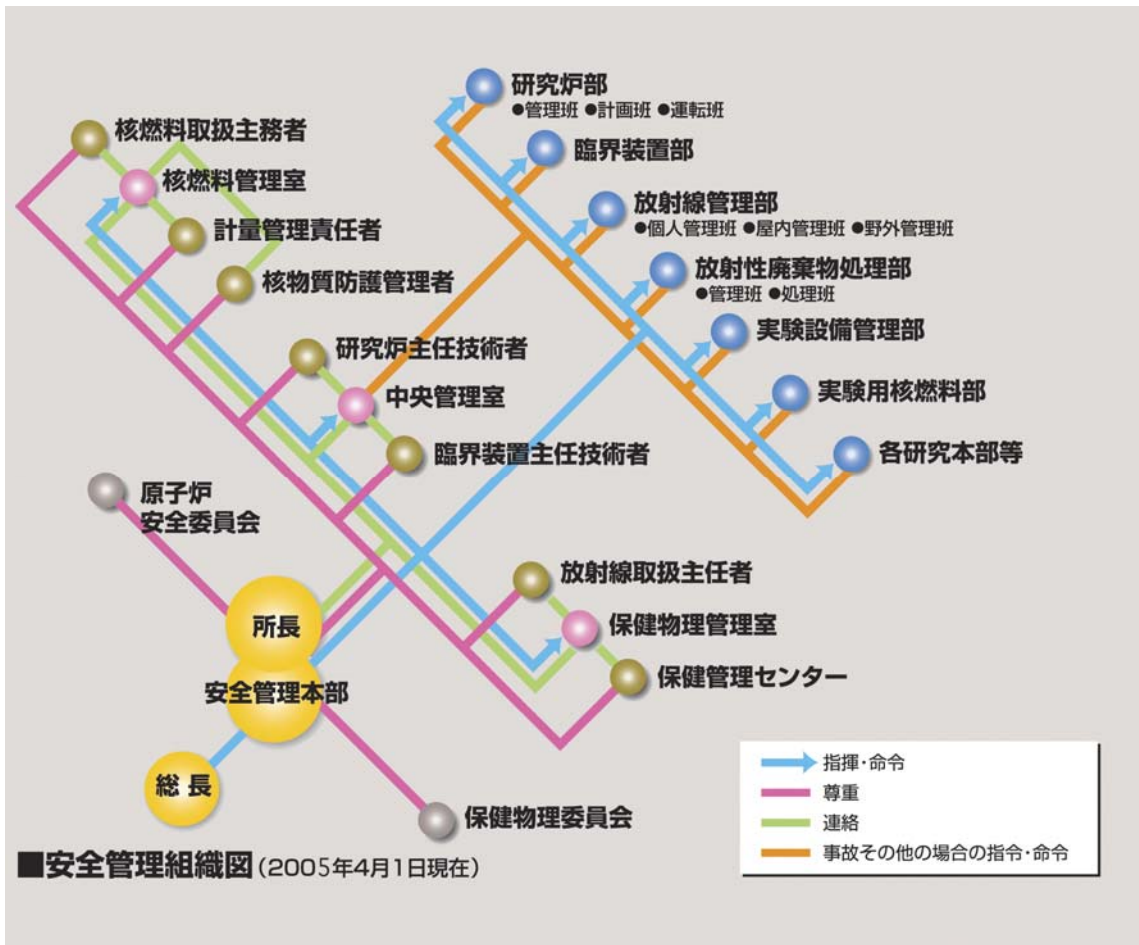 研究炉部
●管理班 ●計画班 ●運転班
核燃料取扱主務者
臨界装置部
核燃料管理室
放射線管理部
●個人管理班 ●屋内管理班 ●野外管理班
計量管理責任者
放射性廃棄物処理部
●管理班 ●処理班
核物質防護管理者
実験設備管理部
研究炉主任技術者
実験用核燃料部
中央管理室
臨界装置主任技術者
各研究本部等
原子炉
安全委員会
放射線取扱主任者
所長
保健物理管理室
保健管理センター
安全管理本部
総 長
保健物理委員会
指揮・命令
尊重
連絡
事故その他の場合の指令・命令
■安全管理組織図(2005年4月1日現在)